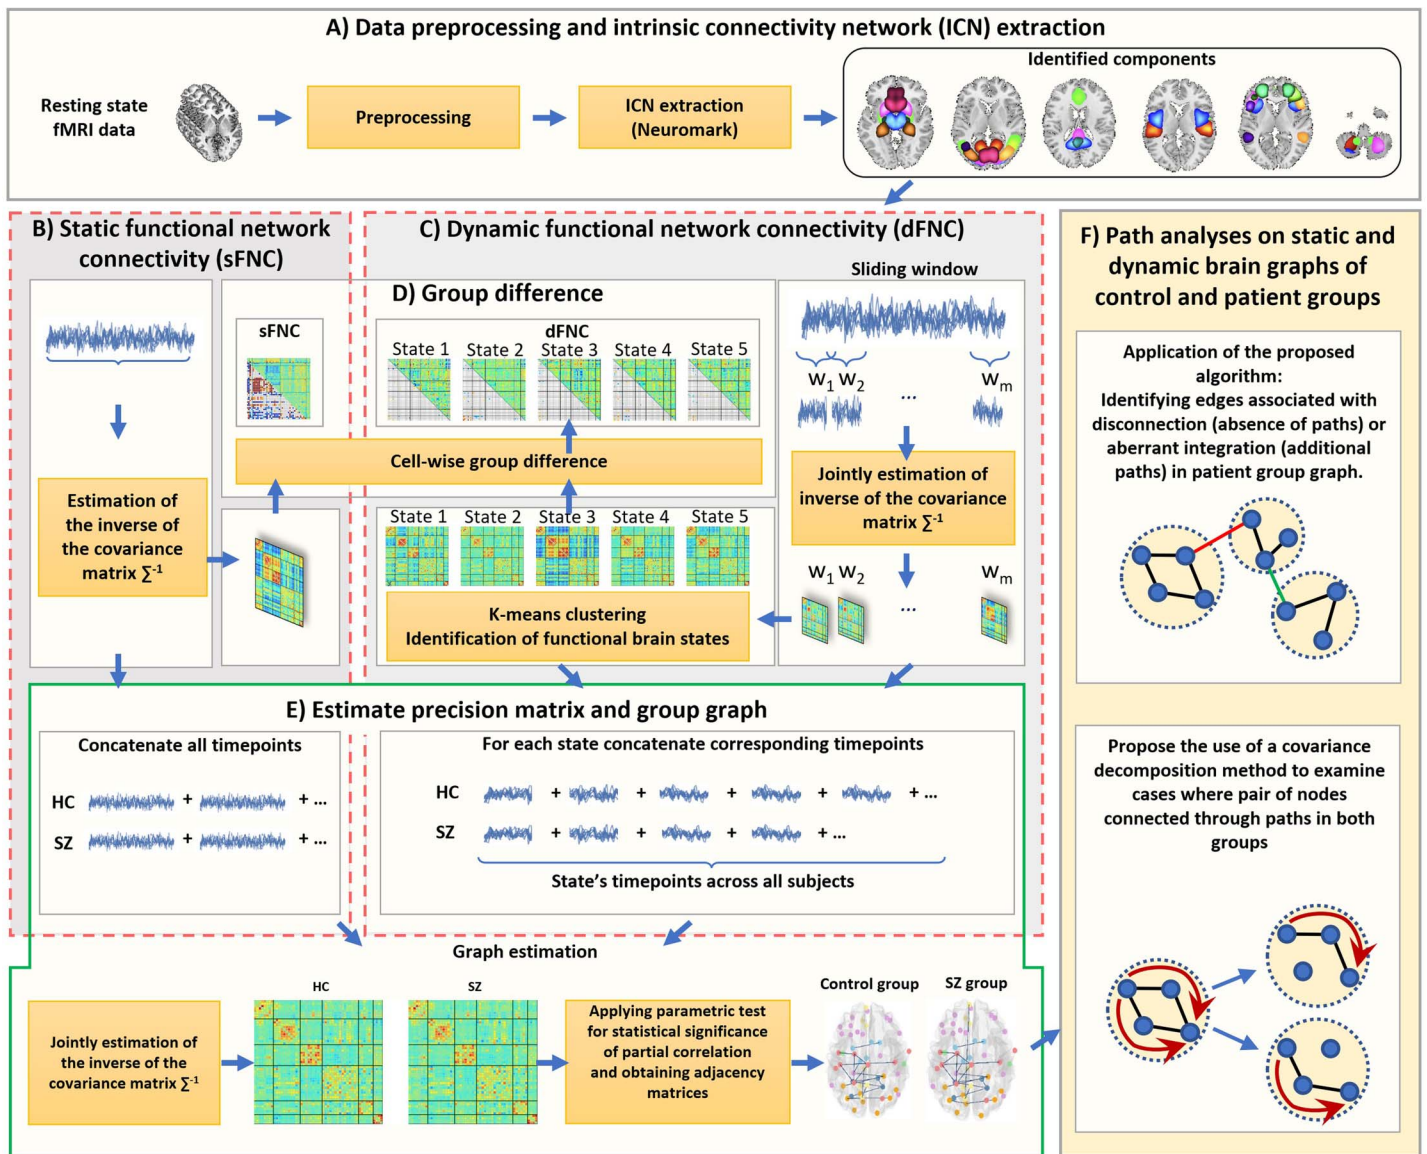 A) Data preprocessing and intrinsic connectivity network (ICN) extraction
Resting state
fMRI data
Preprocessing
ICN extraction
(Neuromark)
Identified components
B) Static functional network
connectivity (sFNC)
Estimation of
the inverse of
the covariance
matrix ∑⁻¹
C) Dynamic functional network connectivity (dFNC)
Sliding window
W₁ W₂ ... Wₘ
Jointly estimation of
inverse of the covariance
matrix ∑⁻¹
W₁ W₂ ... Wₘ
D) Group difference
sFNC
dFNC
State 1 State 2 State 3 State 4 State 5
Cell-wise group difference
State 1 State 2 State 3 State 4 State 5
K-means clustering
Identification of functional brain states
E) Estimate precision matrix and group graph
Concatenate all timepoints
HC + + ...
SZ + + ...
For each state concatenate corresponding timepoints
HC + + + + + ...
SZ + + + + ...
State's timepoints across all subjects
Graph estimation
Jointly estimation of
the inverse of the
covariance matrix ∑⁻¹
HC
SZ
Applying parametric test
for statistical significance
of partial correlation
and obtaining adjacency
matrices
Control group
SZ group
F) Path analyses on static and
dynamic brain graphs of
control and patient groups
Application of the proposed
algorithm:
Identifying edges associated with
disconnection (absence of paths) or
aberrant integration (additional
paths) in patient group graph.
Propose the use of a covariance
decomposition method to examine
cases where pair of nodes
connected through paths in both
groups